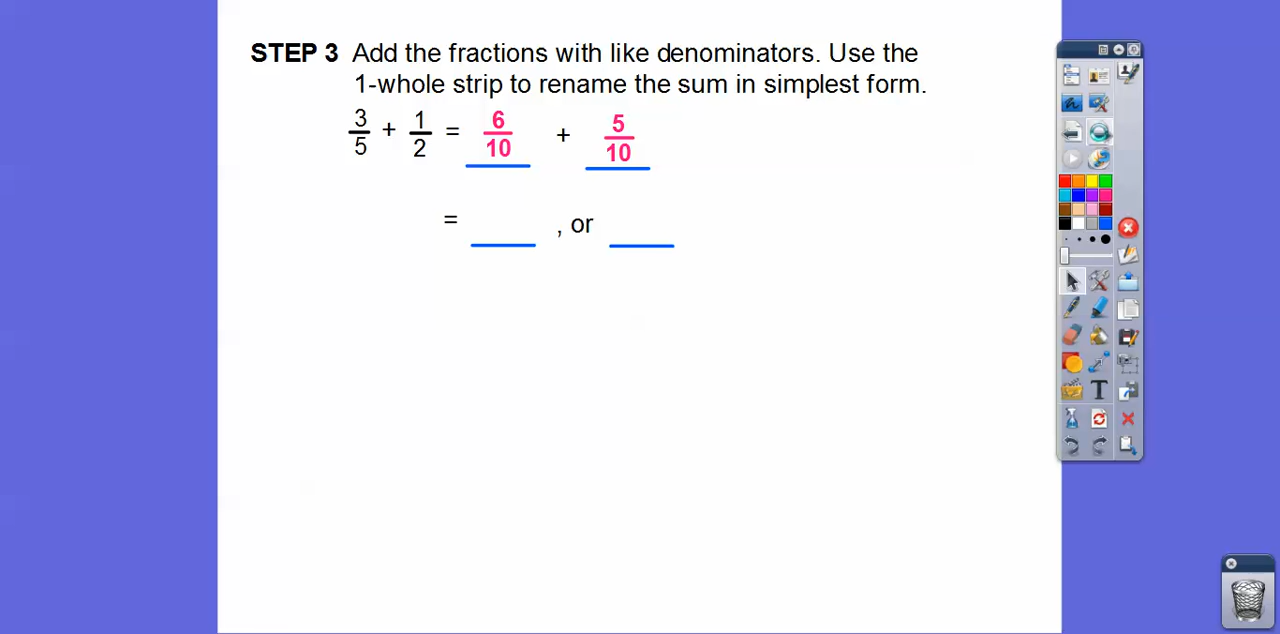 STEP 3 Add the fractions with like denominators. Use the
1-whole strip to rename the sum in simplest form.
3/5 + 1/2 = 6/10 + 5/10
= ____ , or ____